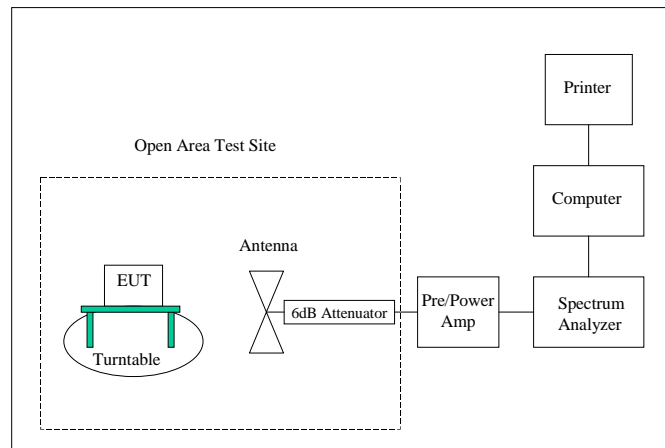 Printer
Open Area Test Site
Computer
Antenna
EUT
6dB Attenuator
Pre/Power
Amp
Spectrum
Analyzer
Turntable